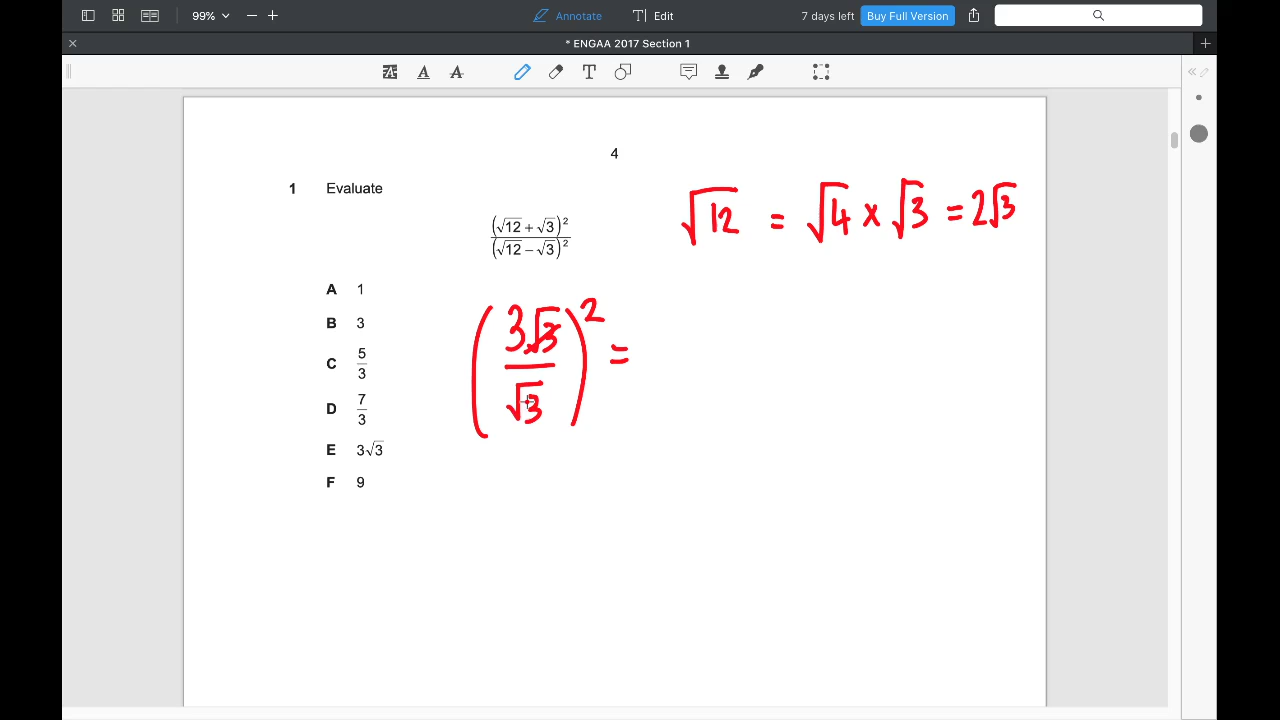 99%
Annotate
Edit
7 days left
Buy Full Version
* ENGAA 2017 Section 1
4
1 Evaluate
(√12 + √3)²
(√12 − √3)²
√12 = √4 x √3 = 2√3
A 1
B 3
C 5/3
D 7/3
E 3√3
F 9
(3√3/√3)² =